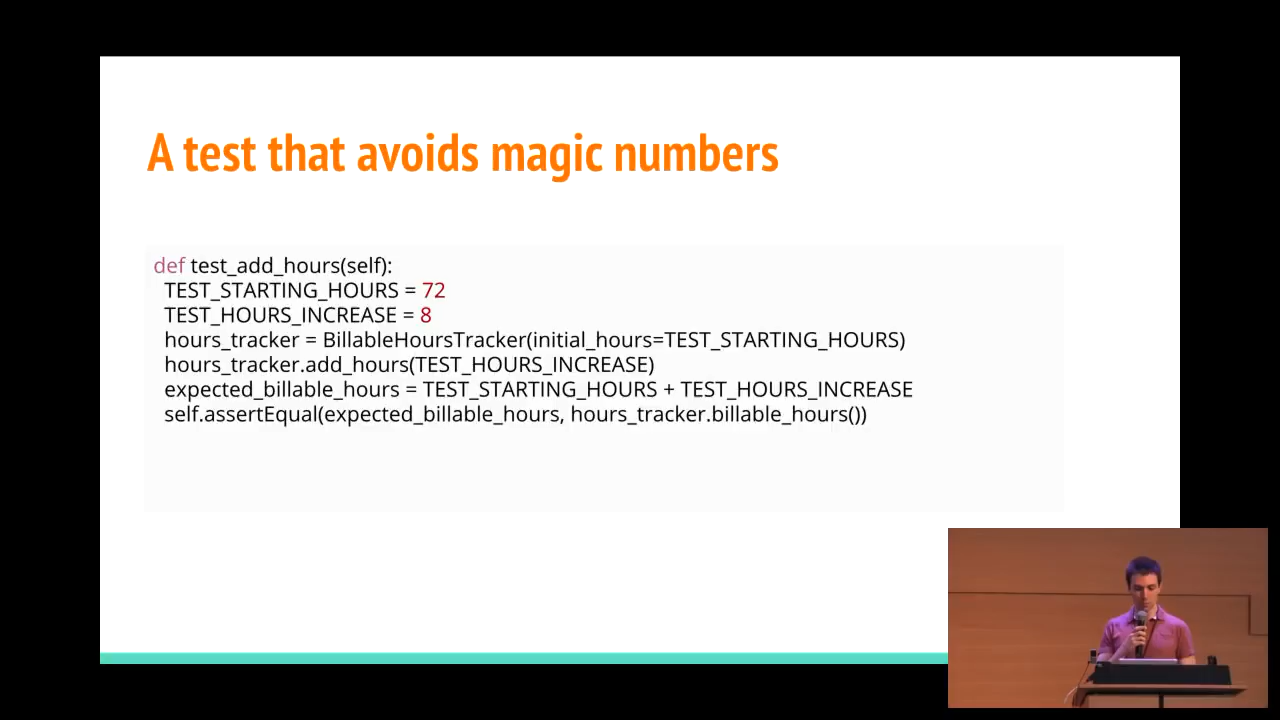 A test that avoids magic numbers
def test_add_hours(self):
TEST_STARTING_HOURS = 72
TEST_HOURS_INCREASE = 8
hours_tracker = BillableHoursTracker(initial_hours=TEST_STARTING_HOURS)
hours_tracker.add_hours(TEST_HOURS_INCREASE)
expected_billable_hours = TEST_STARTING_HOURS + TEST_HOURS_INCREASE
self.assertEqual(expected_billable_hours, hours_tracker.billable_hours())